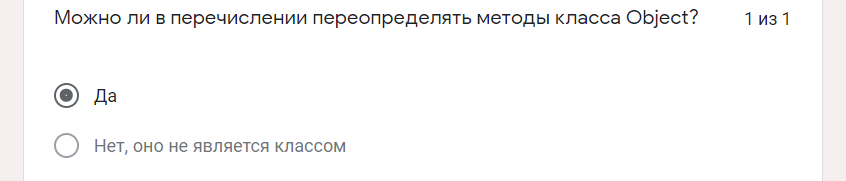 Можно ли в перечислении переопределять методы класса Object? 1 из 1
Да
Нет, оно не является классом